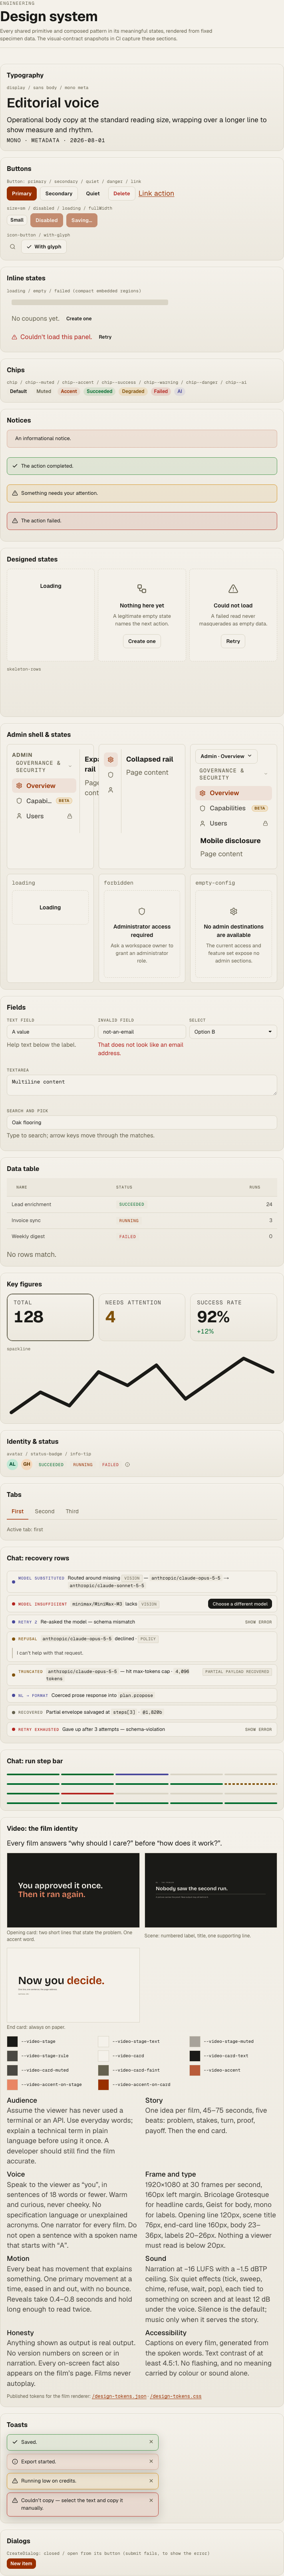 ENGINEERING
Design system
Every shared primitive and composed pattern in its meaningful states, rendered from fixed
specimen data. The visual-contract snapshots in CI capture these sections.
Typography
display / sans body / mono meta
Editorial voice
Operational body copy at the standard reading size, wrapping over a longer line to
show measure and rhythm.
MONO · METADATA · 2026-08-01
Buttons
Button: primary / secondary / quiet / danger / link
Primary Secondary Quiet Delete Link action
size=sm / disabled / loading / fullWidth
Small Disabled Saving…
icon-button / with-glyph
With glyph
Inline states
loading / empty / failed (compact embedded regions)
No coupons yet. Create one
Couldn't load this panel. Retry
Chips
chip / chip--muted / chip--accent / chip--success / chip--warning / chip--danger / chip--ai
Default Muted Accent Succeeded Degraded Failed AI
Notices
An informational notice.
The action completed.
Something needs your attention.
The action failed.
Designed states
Loading
Nothing here yet
A legitimate empty state
names the action.
Create one
Could not load
A failed read never
masquerades as empty data.
Retry
skeleton-rows
Admin shell & states
ADMIN
GOVERNANCE &
SECURITY
Overview
Capabi… BETA
Users
Expa
rail
Page
cont
Collapsed rail
Page content
Admin · Overview
GOVERNANCE &
SECURITY
Overview
Capabilities BETA
Users
Mobile disclosure
Page content
loading
Loading
forbidden
Administrator access
required
Ask a workspace owner to
grant an administrator
role.
empty-config
No admin destinations
are available
The current access and
feature set expose no
admin sections.
Fields
TEXT FIELD
A value
Help text below the label.
INVALID FIELD
not-an-email
That does not look like an email
address.
SELECT
Option B
TEXTAREA
Multiline content
SEARCH AND PICK
Oak flooring
Type to search; arrow keys move through the matches.
Data table
NAME STATUS RUNS
Lead enrichment SUCCEEDED 24
Invoice sync RUNNING 3
Weekly digest FAILED 0
No rows match.
Key figures
TOTAL
128
NEEDS ATTENTION
4
SUCCESS RATE
92%
+12%
sparkline
Identity & status
avatar / status-badge / info-tip
AL GH SUCCEEDED RUNNING FAILED
Tabs
First Second Third
Active tab: first
Chat: recovery rows
MODEL SUBSTITUTED Routed around missing VISION — anthropic/claude-opus-5-5 →
anthropic/claude-sonnet-5-5
MODEL INSUFFICIENT minimax/MiniMax-M3 lacks VISION Choose a different model
RETRY 2 Re-asked the model — schema mismatch SHOW ERROR
REFUSAL anthropic/claude-opus-5-5 declined · POLICY
I can't help with that request.
TRUNCATED anthropic/claude-opus-5-5 — hit max-tokens cap · 4,096
tokens PARTIAL PAYLOAD RECOVERED
NL → FORMAT Coerced prose response into plan.propose
RECOVERED Partial envelope salvaged at steps[3] · @1,820b
RETRY EXHAUSTED Gave up after 3 attempts — schema-violation SHOW ERROR
Chat: run step bar
Video: the film identity
Every film answers “why should I care?” before “how does it work?”.
You approved it once.
Then it ran again.
Opening card: two short lines that state the problem. One
accent word.
Nobody saw the second run.
Scene: numbered label, title, one supporting line.
Now you decide.
End card: always on paper.
--video-stage --video-stage-text --video-stage-muted
--video-stage-rule --video-card --video-card-text
--video-card-muted --video-card-faint --video-accent
--video-accent-on-stage --video-accent-on-card
Audience
Assume the viewer has never used a
terminal or an API. Use everyday words;
explain a technical term in plain
language before using it once. A
developer should still find the film
accurate.
Story
One idea per film, 45–75 seconds, five
beats: problem, stakes, turn, proof,
payoff. Then the end card.
Voice
Speak to the viewer as “you”, in
sentences of 18 words or fewer. Warm
and curious, never cheeky. No
specification language or unexplained
acronyms. One narrator for every film. Do
not open a sentence with a spoken name
that starts with “A”.
Frame and type
1920×1080 at 30 frames per second,
160px left margin. Bricolage Grotesque
for headline cards, Geist for body, mono
for labels. Opening line 120px, scene title
76px, end-card line 160px, body 23–
36px, labels 20–26px. Nothing a viewer
must read is below 20px.
Motion
Every beat has movement that explains
something. One primary movement at a
time, eased in and out, with no bounce.
Reveals take 0.4–0.8 seconds and hold
long enough to read twice.
Sound
Narration at −16 LUFS with a −1.5 dBTP
ceiling. Six quiet effects (tick, sweep,
chime, refuse, wait, pop), each tied to
something on screen and at least 12 dB
under the voice. Silence is the default;
music only when it serves the story.
Honesty
Anything shown as output is real output.
No version numbers on screen or in
narration. Every on-screen fact also
appears on the film's page. Films never
autoplay.
Accessibility
Captions on every film, generated from
the spoken words. Text contrast of at
least 4.5:1. No flashing, and no meaning
carried by colour or sound alone.
Published tokens for the film renderer: /design-tokens.json · /design-tokens.css
Toasts
Saved.
Export started.
Running low on credits.
Couldn't copy — select the text and copy it
manually.
Dialogs
CreateDialog: closed / open from its button (submit fails, to show the error)
New item